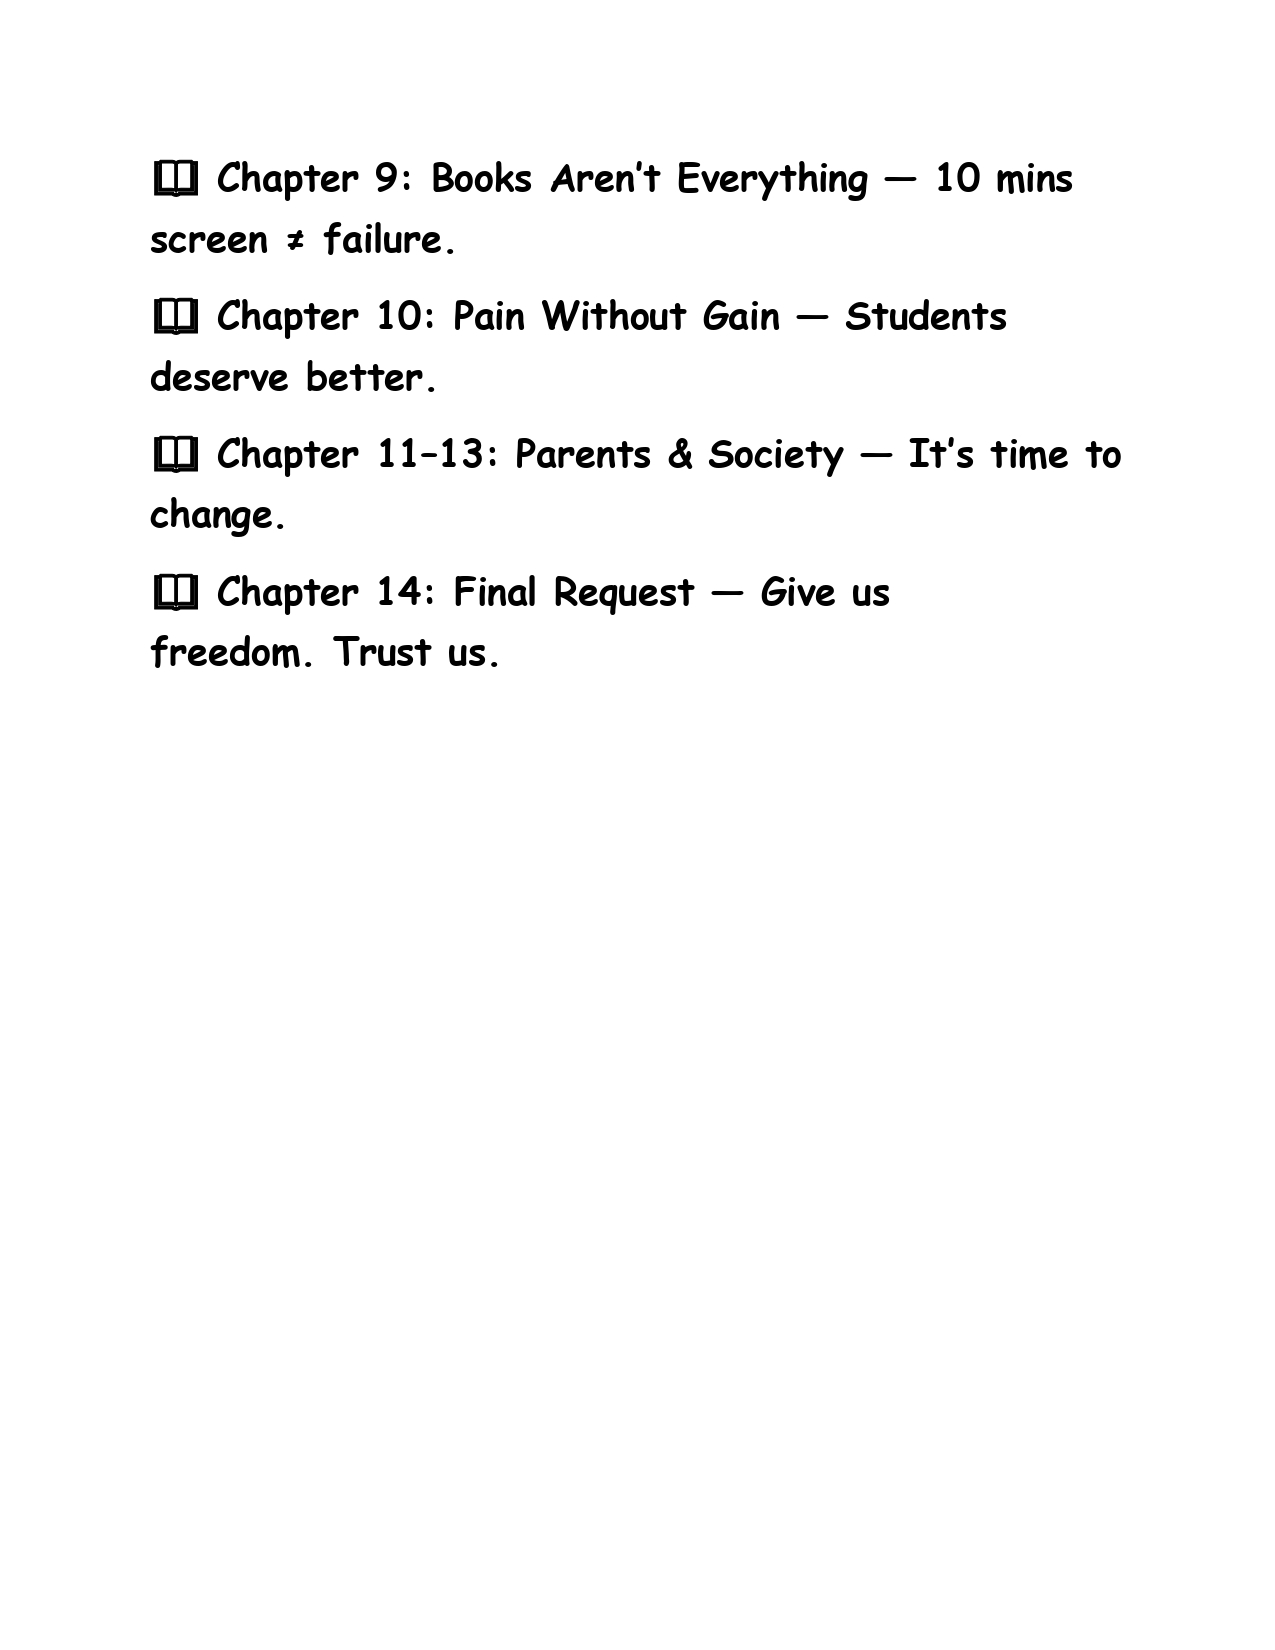 📖 Chapter 9: Books Aren’t Everything — 10 mins
screen ≠ failure.
📖 Chapter 10: Pain Without Gain — Students
deserve better.
📖 Chapter 11–13: Parents & Society — It’s time to
change.
📖 Chapter 14: Final Request — Give us
freedom. Trust us.